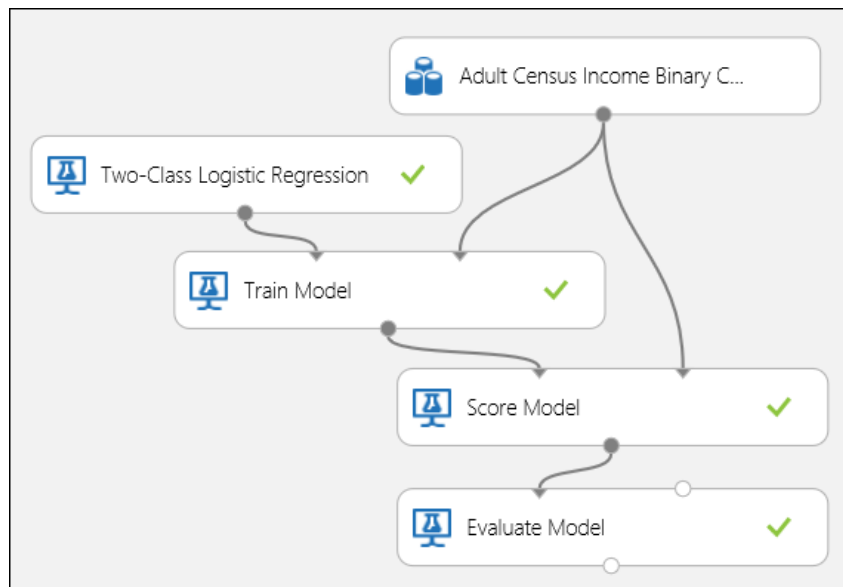 Adult Census Income Binary C...
Two-Class Logistic Regression
Train Model
Score Model
Evaluate Model